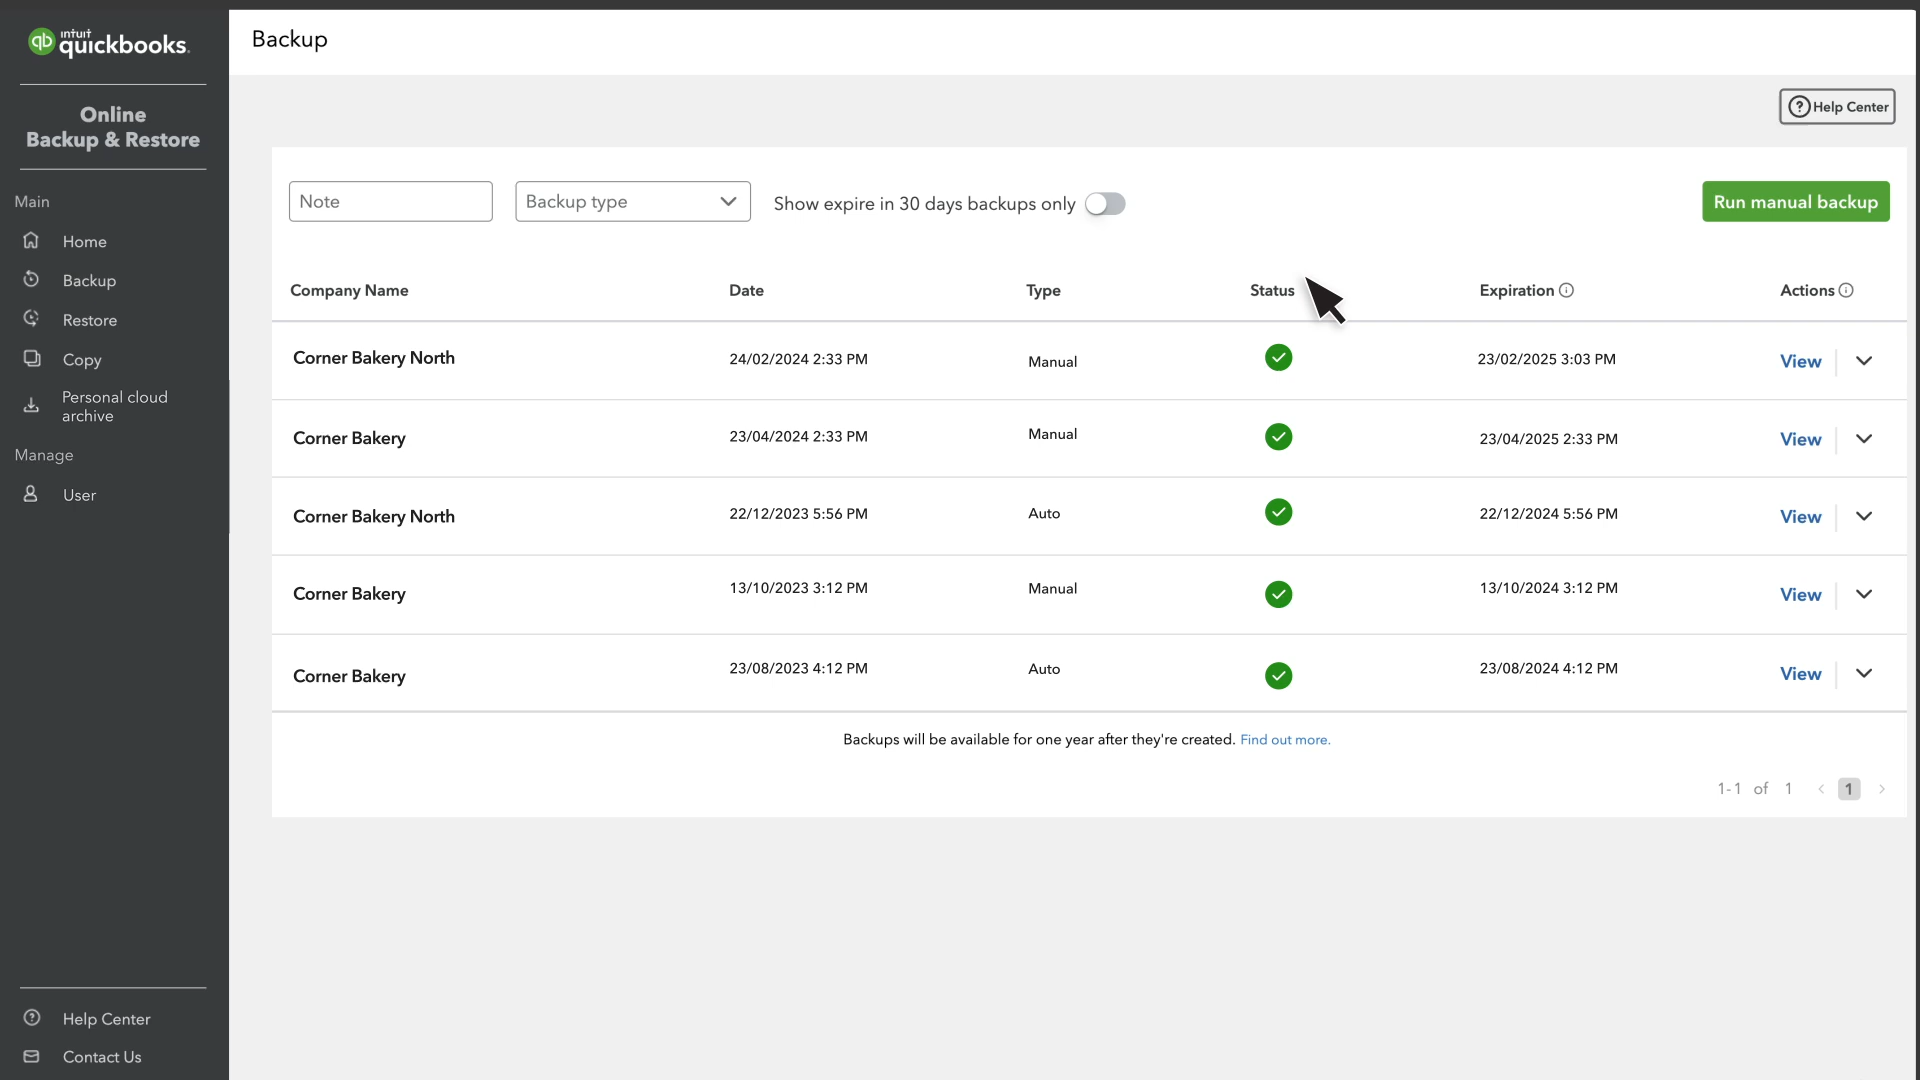 intuit
quickbooks.
Online
Backup & Restore
Main
Home
Backup
Restore
Copy
Personal cloud
archive
Manage
User
Help Center
Contact Us
Backup
Help Center
Note
Backup type
Show expire in 30 days backups only
Run manual backup
Company Name Date Type Status Expiration Actions
Corner Bakery North 24/02/2024 2:33 PM Manual 23/02/2025 3:03 PM View
Corner Bakery 23/04/2024 2:33 PM Manual 23/04/2025 2:33 PM View
Corner Bakery North 22/12/2023 5:56 PM Auto 22/12/2024 5:56 PM View
Corner Bakery 13/10/2023 3:12 PM Manual 13/10/2024 3:12 PM View
Corner Bakery 23/08/2023 4:12 PM Auto 23/08/2024 4:12 PM View
Backups will be available for one year after they're created. Find out more.
1-1 of 1 < 1 >